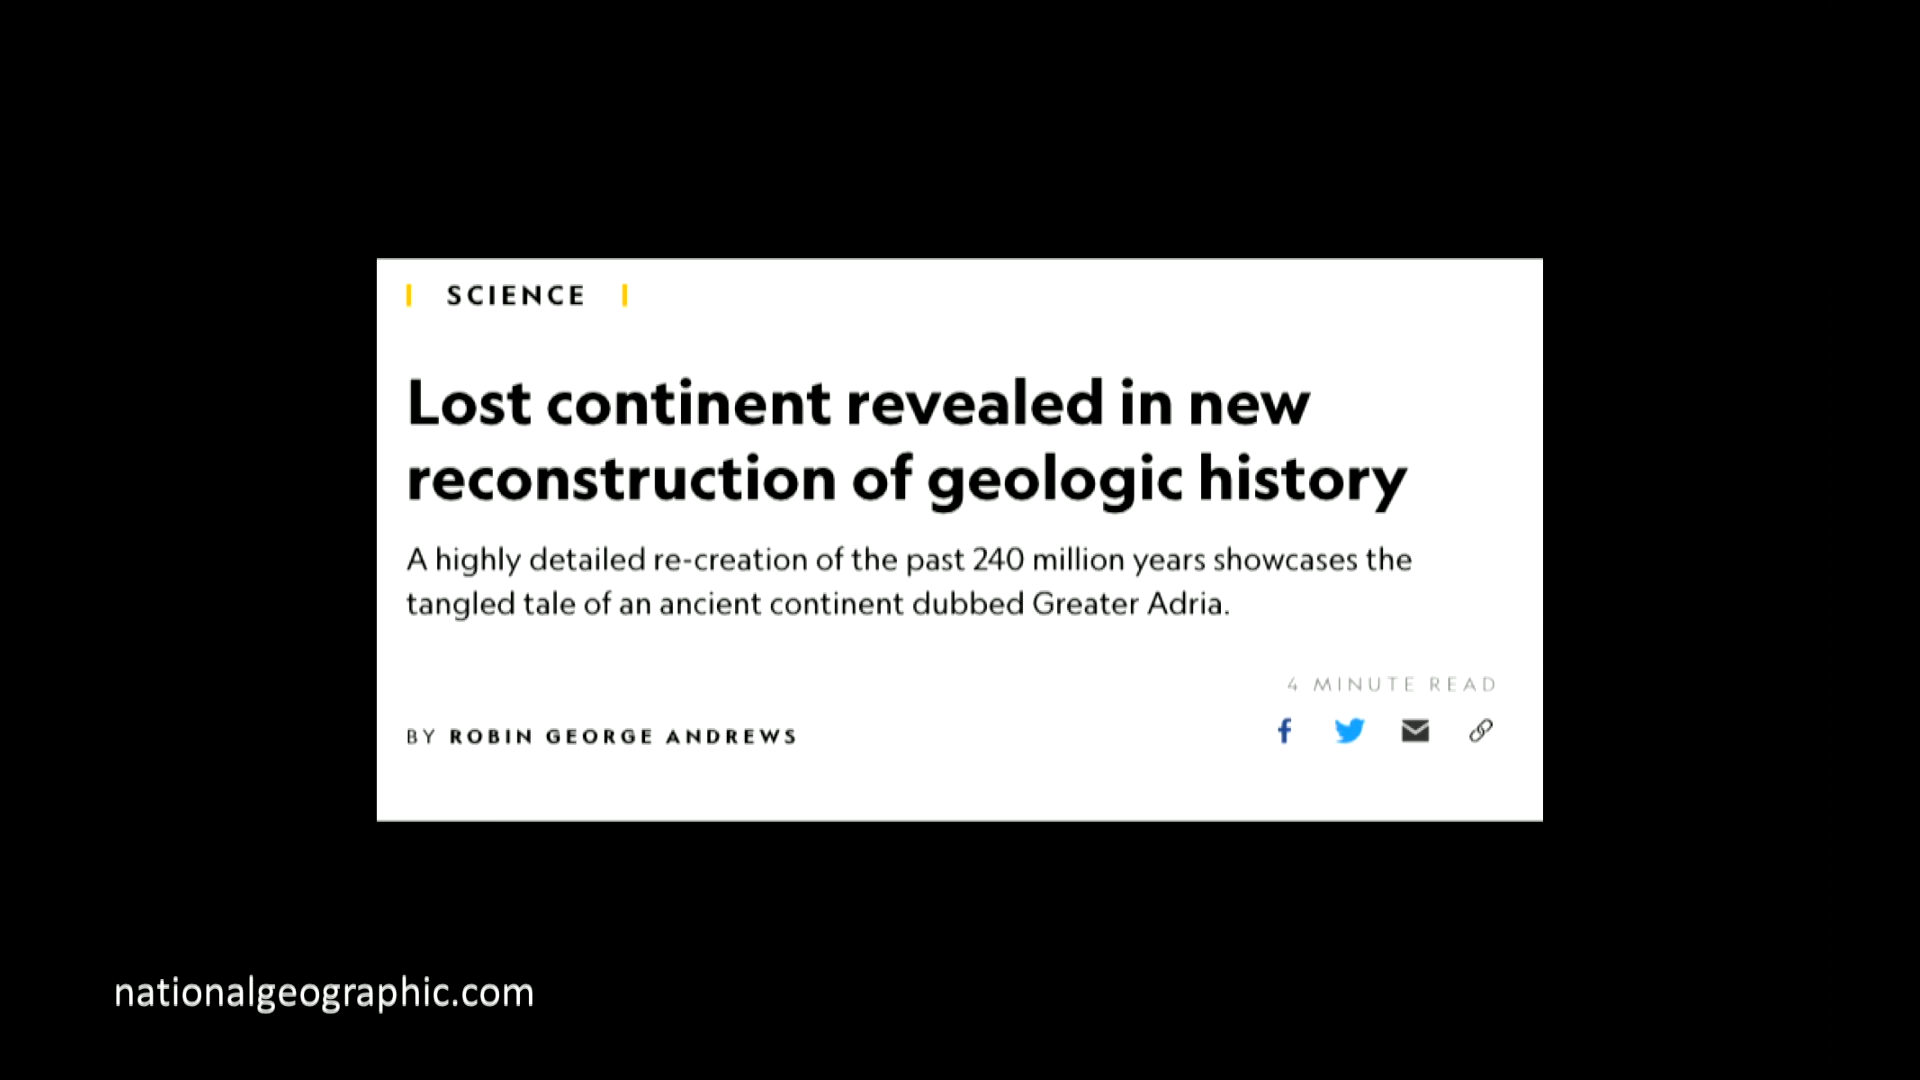 SCIENCE
Lost continent revealed in new
reconstruction of geologic history
A highly detailed re-creation of the past 240 million years showcases the
tangled tale of an ancient continent dubbed Greater Adria.
4 MINUTE READ
BY ROBIN GEORGE ANDREWS
nationalgeographic.com